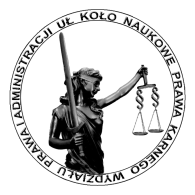 KOŁO NAUKOWE PRAWA KARNEGO WYDZIAŁU PRAWA I ADMINISTRACJI UŁ